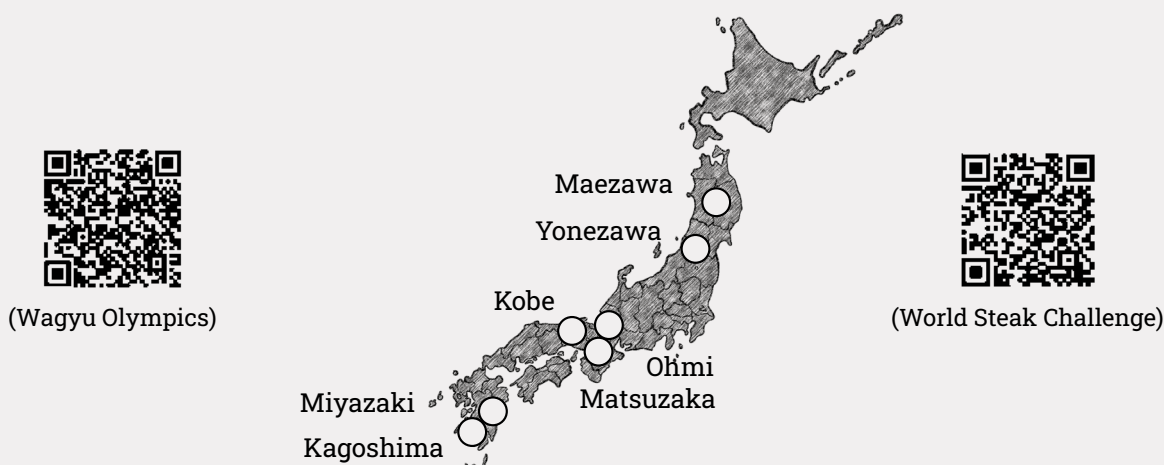 Maezawa
Yonezawa
(Wagyu Olympics)
Kobe
(World Steak Challenge)
Ohmi
Matsuzaka
Miyazaki
Kagoshima